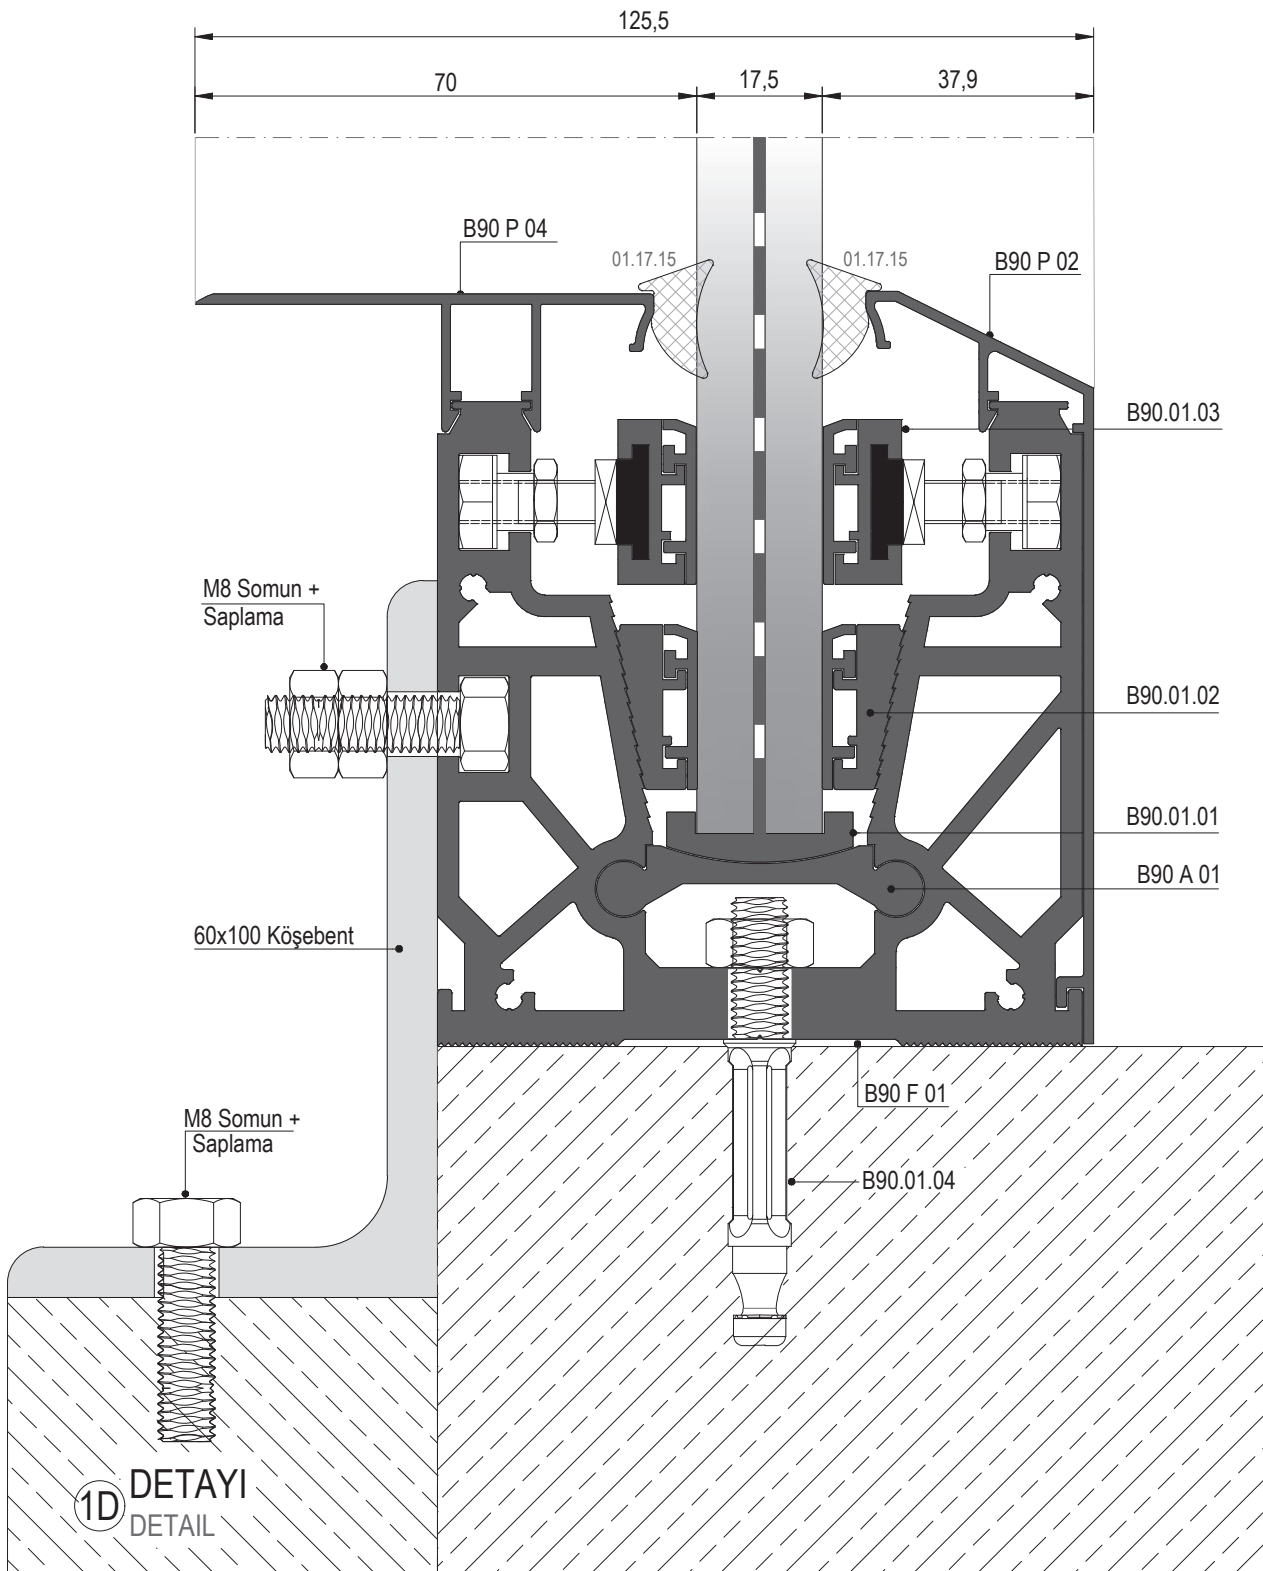 125,5
70
17,5
37,9
B90 P 04
01.17.15
01.17.15
B90 P 02
B90.01.03
M8 Somun +
Saplama
B90.01.02
B90.01.01
B90 A 01
60x100 Köşebent
B90 F 01
M8 Somun +
Saplama
B90.01.04
1D
DETAYI
DETAIL